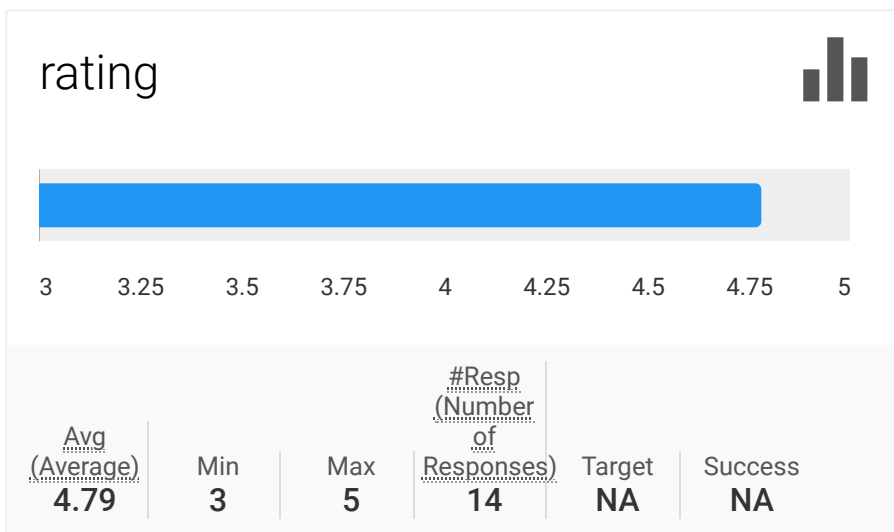 rating
3 3.25 3.5 3.75 4 4.25 4.5 4.75 5
Avg
(Average)
4.79
Min
3
Max
5
#Resp
(Number
of
Responses)
14
Target
NA
Success
NA